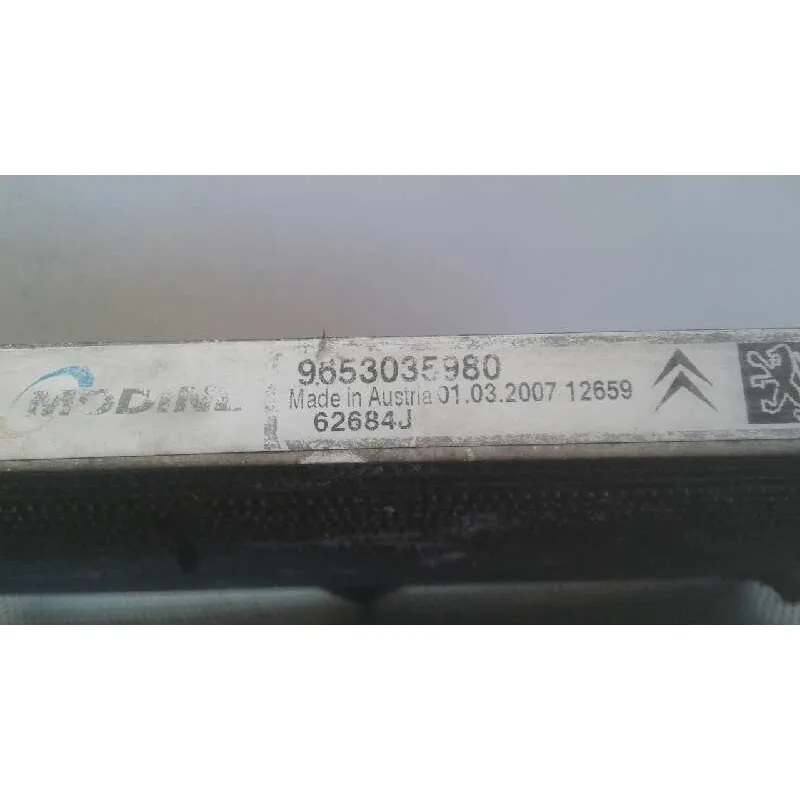 MODINE
9653035980
Made in Austria 01.03.2007 12659
62684J